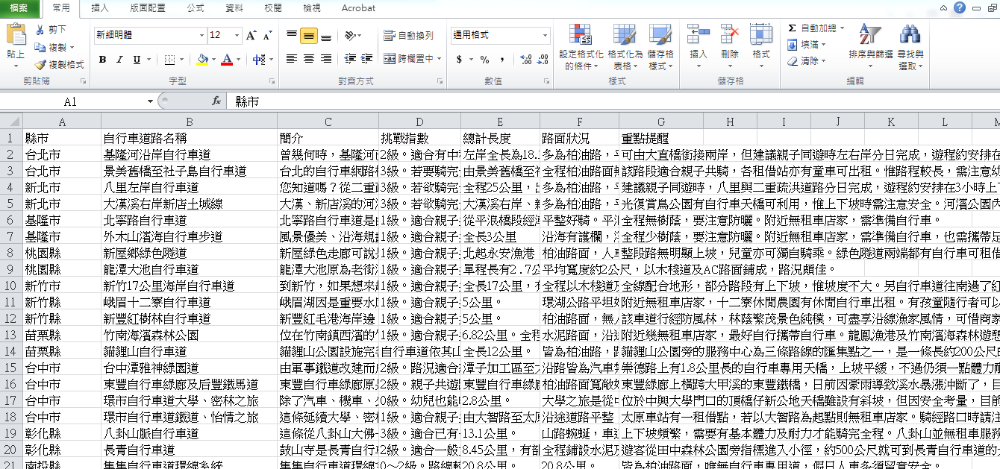 檔案 常用 插入 版面配置 公式 資料 校閱 檢視 Acrobat
剪下 新細明體 12 自動換列 通用格式 自動加總
貼上 複製 B I U 跨欄置中 $ % , 設定格式化的條件 格式化為表格 儲存格樣式 插入 刪除 格式 填滿 排序與篩選 尋找與選取
複製格式 清除
剪貼簿 字型 對齊方式 數值 樣式 儲存格 編輯
A1 fx 縣市
A B C D E F G H I J K L M
1 縣市 自行車道路名稱 簡介 挑戰指數 總計長度 路面狀況 重點提醒
2 台北市 基隆河沿岸自行車道 曾幾何時，基隆河 2級。適合有中 左岸全長為18. 多為柏油路， 可由大直橋銜接兩岸，但建議親子同遊時左右岸分日完成，遊程約安排在
3 台北市 景美舊橋至社子島自行車道 台北的自行車網路 3級。若要騎完 由景美舊橋至 全程柏油路面 該路段適合親子共騎，各租借站亦有童車可出租。惟路程較長，需注意幼
4 新北市 八里左岸自行車道 您知道嗎？從二重 3級。若欲騎完 全程25公里， 多為柏油路， 建議親子同遊時，八里與二重疏洪道路分日完成，遊程約安排在3小時上下
5 新北市 大漢溪右岸新店土城線 大漢、新店溪的河 3級。若欲騎完 大漢溪右岸、 多為柏油路， 光復賞鳥公園有自行車天橋可利用，惟上下坡時需注意安全。河濱公園內
6 基隆市 北寧路自行車道 北寧路自行車道是 1級。適合親子 從平浪橋段經 平整好騎。平 全程無樹蔭，要注意防曬。附近無租車店家，需準備自行車。
7 基隆市 外木山濱海自行車步道 風景優美、沿海規 1級。適合親子 全長3公里 沿海有護欄， 全程少樹蔭，要注意防曬。附近無租車店家，需準備自行車，也需攜帶足
8 桃園縣 新屋鄉綠色隧道 新屋綠色走廊可說 1級。適合親子 北起永安漁港 柏油路面，人 整段路無明顯上坡，兒童亦可獨自騎乘。綠色隧道兩端都有自行車可租借
9 桃園縣 龍潭大池自行車道 龍潭大池原為老街 1級。適合親子 單程長有2.7公 平均寬度約2公尺，以木棧道及AC路面鋪成，路況頗佳。
10 新竹市 新竹17公里海岸自行車道 到新竹，如果想來 1級。適合親子 全長17公里， 全程以木棧道及 全線配合地形，部分路段有上下坡，惟坡度不大。另自行車道往南過了紅
11 新竹縣 峨眉十二寮自行車道 峨眉湖因是重要水 1級。適合親子 5公里。 環湖公路平坦 附近無租車店家，十二寮休閒農園有休閒自行車出租。有孩童隨行者可以
12 新竹縣 新豐紅樹林自行車道 新豐紅毛港海岸邊 1級。適合親子 5公里。 柏油路面，無 該車道行經防風林，林蔭繁茂景色純樸，可盡享沿線漁家風情，可惜商家
13 苗栗縣 竹南海濱森林公園 位在竹南鎮西濱的 1級。適合親子 6.82公里。全程 水泥路面，沿 附近幾無租車店家，最好自行攜帶自行車。龍鳳漁港及竹南濱海森林遊憩
14 苗栗縣 貓貍山自行車道 貓貍山公園設施完 自行車道依其山 全長12公里。 皆為柏油路， 貓貍山公園旁的服務中心為三條路線的匯集點之一，是一條長約200公尺的
15 台中市 台中潭雅神綠園道 由軍事鐵道改建而 2級。路況適合 潭子加工區至 沿路皆為汽車 崇德路上有1.8公里長的自行車專用天橋，上坡平緩，不過仍須一點體力耐
16 台中市 東豐自行車綠廊及后豐鐵馬道 東豐自行車綠廊原 2級。親子共遊 東豐自行車綠廊 柏油路面寬敞 東豐綠廊上橫跨大甲溪的東豐鐵橋，日前因豪雨導致溪水暴漲沖斷了，目
17 台中市 環市自行車道大學、密林之旅 除了汽車、機車、 0級。幼兒也能 2.8公里。 大學之旅是從 位於中興大學門口的頂橋仔新公地天橋雖設有斜坡，但因安全考量，目前
18 台中市 環市自行車道鐵道、怡情之旅 這條延續大學、密 1級。適合親子 由大智路至太原 沿途道路平整 太原車站有一租借點，若以大智路為起點則無租車店家。騎經路口時請注
19 彰化縣 八卦山脈自行車道 這條從八卦山大佛 3級。適合已有 13.1公里。 山路蜿蜒，車道 上下坡頻繁，需要有基本體力及耐力才能騎完全程。八卦山並無租車服務
20 彰化縣 長青自行車道 鼓山寺是長青自行車 2級。適合一般 8.45公里，有部 全程鋪設水泥及 遊客從田中森林公園旁指標進入小徑，約500公尺就可到長青自行車道的
21 南投縣 集集自行車道環線系統 集集自行車道環線 0～2級。路線 20.8公里。 20.8公里。 皆為柏油路面，唯無自行車專用道，假日人車多須留意安全。